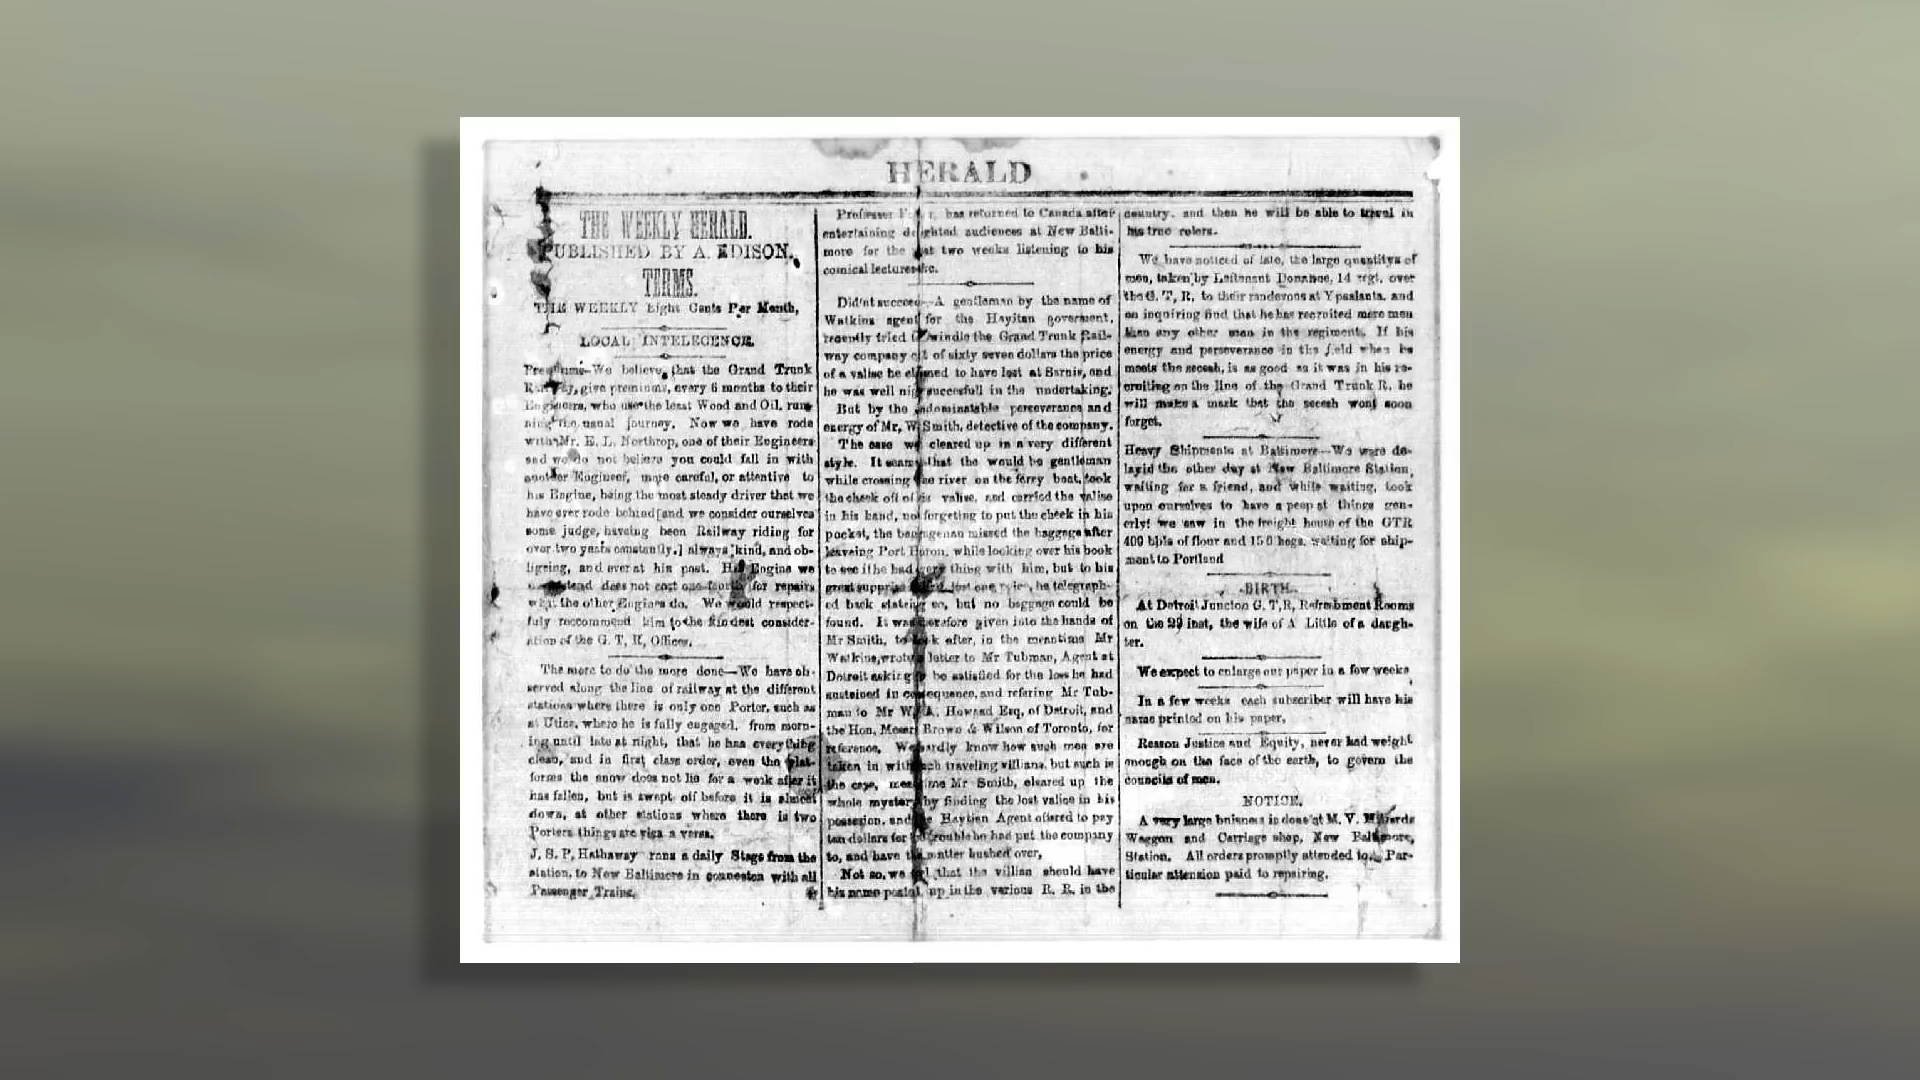 HERALD
THE WEEKLY HERALD.
PUBLISHED BY A. EDISON.
TERMS.
THE WEEKLY Eight Cents Per Month,
LOCAL INTELEGENCE.
We believe, that the Grand Trunk
give premiums, every 6 months to their
Engineers, who use the least Wood and Oil, run-
ning the usual journey. Now we have rode
with Mr. E. L. Northrop, one of their Engineers
and we do not believe you could fall in with
another Engineer, more careful, or attentive to
his Engine, being the most steady driver that we
have ever rode behind [and we consider ourselves
some judge, haveing been Railway riding for
over two years constantly.] always kind, and ob-
ligeing, and ever at his post. His Engine we
does not cost one fourth for repairs
what the other Engines do. We would respect-
fuly reccommend him to the kindest consider-
ation of the G. T. R, Offices.
The more to do the more done—We have ob-
served along the line of railway at the different
stations where there is only one Porter, such as
at Utica, where he is fully engaged, from morn-
ing until late at night, that he has everything
clean, and in first class order, even the plat-
forms the snow does not lie for a week after it
has fallen, but is swept off before it is almost
down, at other stations where there is two
Porters things are visa a versa.
J. S. P. Hathaway runs a daily Stage from the
station, to New Baltimore in connection with all
Passenger Trains.
Professer has returned to Canada after
entertaining delighted audiences at New Balti-
more for the past two weeks listening to his
comical lectures etc.
Did'nt succeed—A gentleman by the name of
Watkins agent for the Hayitan goverment,
recently tried to swindle the Grand Trunk Rail-
way company out of sixty seven dollars the price
of a valise he claimed to have lost at Sarnia, and
he was well nigh successfull in the undertaking.
But by the indominatable perseverance and
energy of Mr, W. Smith, detective of the company.
The case was cleared up in a very different
style. It seems that the would be gentleman
while crossing the river on the ferry boat, took
the check off of his valise, and carried the valise
in his hand, not forgeting to put the check in his
pocket, the baggageman missed the baggage after
leaveing Port Huron, while looking over his book
to see if he had every thing with him, but to his
great supprise lost one piece, he telegraph-
ed back stateing so, but no baggage could be
found. It was therefore given into the hands of
Mr Smith, to look after, in the meantime Mr
Watkins, wrote a letter to Mr Tubman, Agent at
Detroit asking to be satisfied for the loss he had
sustained in consequence, and refering Mr Tub-
man to Mr W. A. Howard Esq, of Detroit, and
the Hon, Messrs Brown & Wilson of Toronto, for
reference, We hardly know how such men are
taken in with such traveling villians, but such is
the case, Mr Smith, cleared up the
whole mystery by finding the lost valise in his
possesion, and the Haytien Agent offered to pay
ten dollars for the trouble he had put the company
to, and have the matter hushed over,
Not so, we feel that the villian should have
his name posted up in the various R. R. in the
country, and then he will be able to travel in
his true colors.
We have noticed of late, the large quantitys of
men, taken by Leitenant Donahoe, 14 regt. over
the G. T, R, to their rendevous at Ypsalanta, and
on inquiring find that he has recruited more men
than any other man in the regiment. If his
energy and perseverance in the field when he
meets the secesh, is as good as it was in his re-
cruiting on the line of the Grand Trunk R. he
will make a mark that the secesh wont soon
forget.
Heavy Shipments at Baltimore—We were de-
layid the other day at New Baltimore Station,
waiting for a friend, and while waiting, took
upon ourselves to have a peep at things gen-
erly! we saw in the freight house of the GTR
400 bbls of flour and 150 hogs, waiting for ship-
ment to Portland
BIRTH.
At Detroit Juncton G. T, R, Refreshment Rooms
on the 29 inst, the wife of A Little of a daugh-
ter.
We expect to enlarge our paper in a few weeks
In a few weeks each subscriber will have his
name printed on his paper.
Reason Justice and Equity, never had weight
enough on the face of the earth, to govern the
councils of men.
NOTICE.
A very large buisness is done at M. V.
Waggon and Carriage shop, New Baltimore,
Station. All orders promptly attended to. Par-
ticular attension paid to repairing.